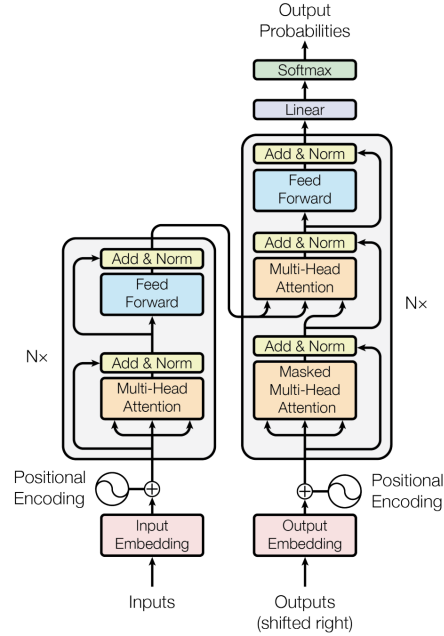 Output
Probabilities
Softmax
Linear
Add & Norm
Feed
Forward
Add & Norm
Multi-Head
Attention
Add & Norm
Masked
Multi-Head
Attention
N×
Add & Norm
Feed
Forward
Add & Norm
Multi-Head
Attention
N×
Positional
Encoding
Positional
Encoding
Input
Embedding
Output
Embedding
Inputs
Outputs
(shifted right)